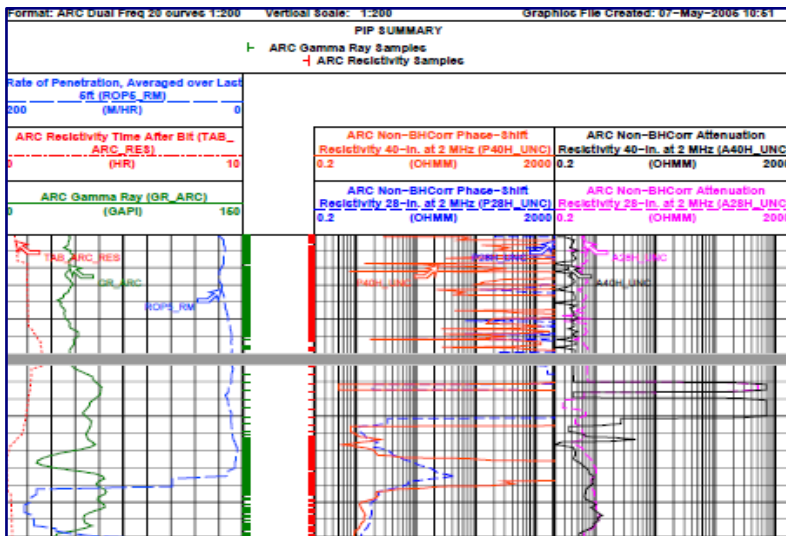 Format: ARC Dual Freq 20 curves 1:200 Vertical Scale: 1:200 Graphics File Created: 07-May-2005 10:51
PIP SUMMARY
ARC Gamma Ray Samples
ARC Resistivity Samples
Rate of Penetration, Averaged over Last
5ft (ROP5_RM)
200 (M/HR) 0
ARC Resistivity Time After Bit (TAB_
ARC_RES)
0 (HR) 10
ARC Non-BHCorr Phase-Shift
Resistivity 40-in. at 2 MHz (P40H_UNC)
0.2 (OHMM) 2000
ARC Non-BHCorr Attenuation
Resistivity 40-in. at 2 MHz (A40H_UNC)
0.2 (OHMM) 2000
ARC Gamma Ray (GR_ARC)
0 (GAPI) 150
ARC Non-BHCorr Phase-Shift
Resistivity 28-in. at 2 MHz (P28H_UNC)
0.2 (OHMM) 2000
ARC Non-BHCorr Attenuation
Resistivity 28-in. at 2 MHz (A28H_UNC)
0.2 (OHMM) 2000
TAB_ARC_RES
GR_ARC
ROP5_RM
P40H_UNC
P28H_UNC
A28H_UNC
A40H_UNC